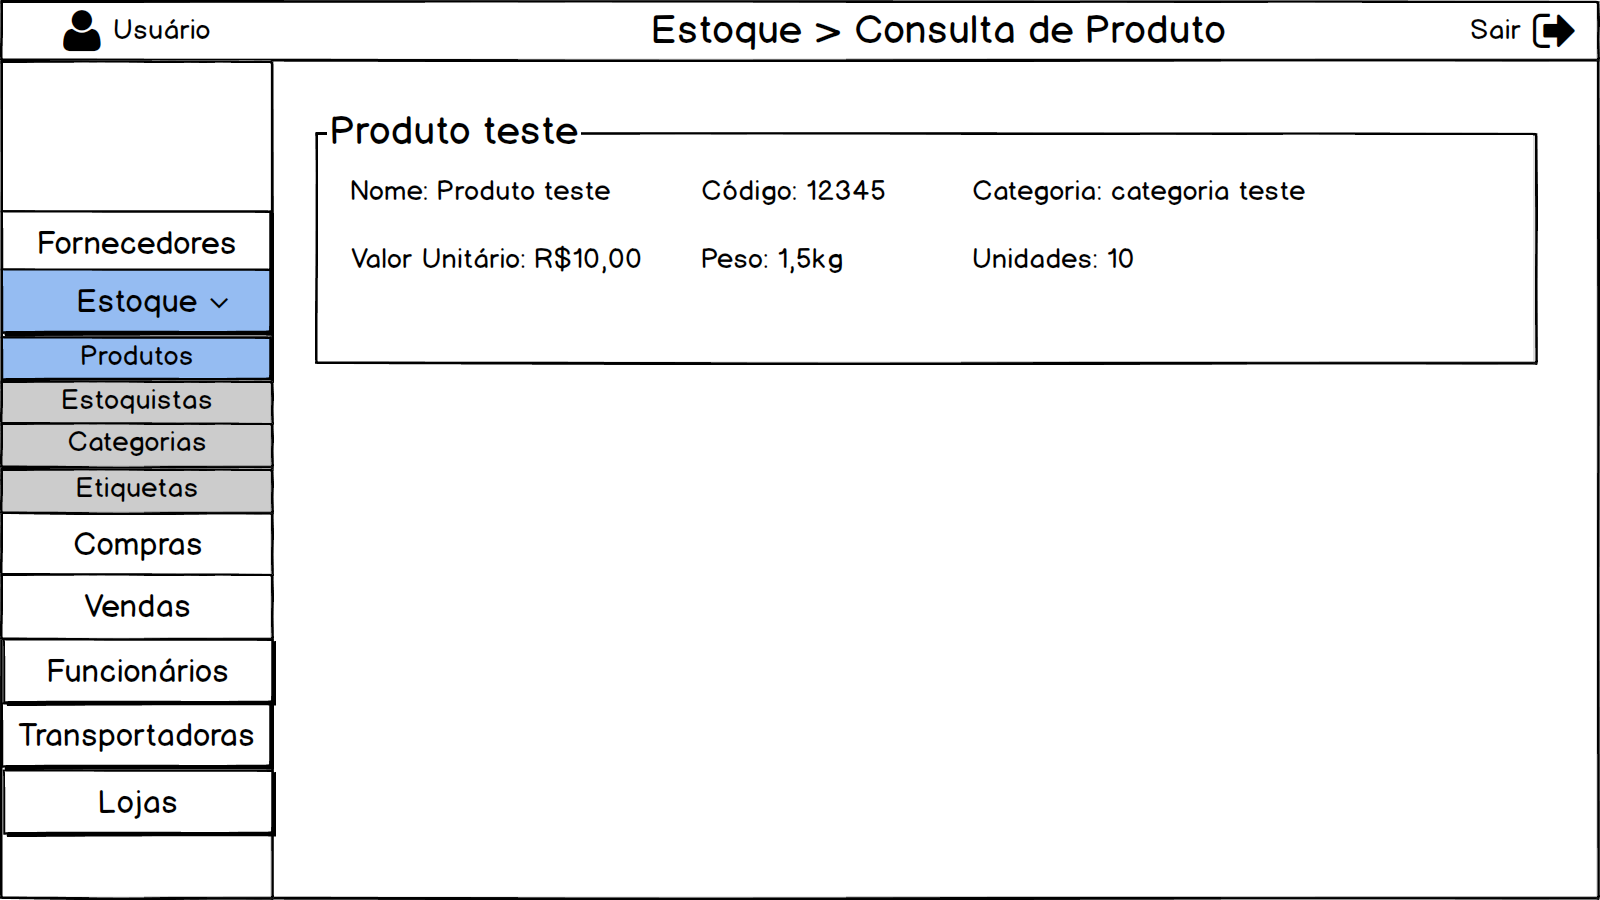 Usuário
Estoque > Consulta de Produto
Sair
Fornecedores
Estoque
Produtos
Estoquistas
Categorias
Etiquetas
Compras
Vendas
Funcionários
Transportadoras
Lojas
Produto teste
Nome: Produto teste Código: 12345 Categoria: categoria teste
Valor Unitário: R$10,00 Peso: 1,5kg Unidades: 10